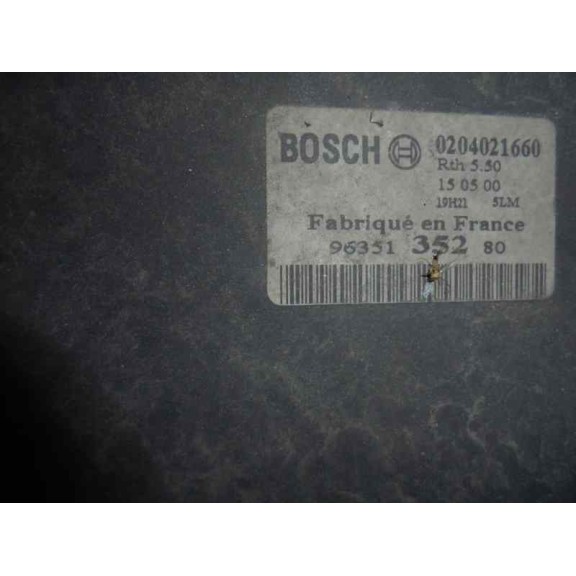 BOSCH 0204021660
Rth 5.50
15 05 00
19H21 5LM
Fabriqué en France
96351 352 80